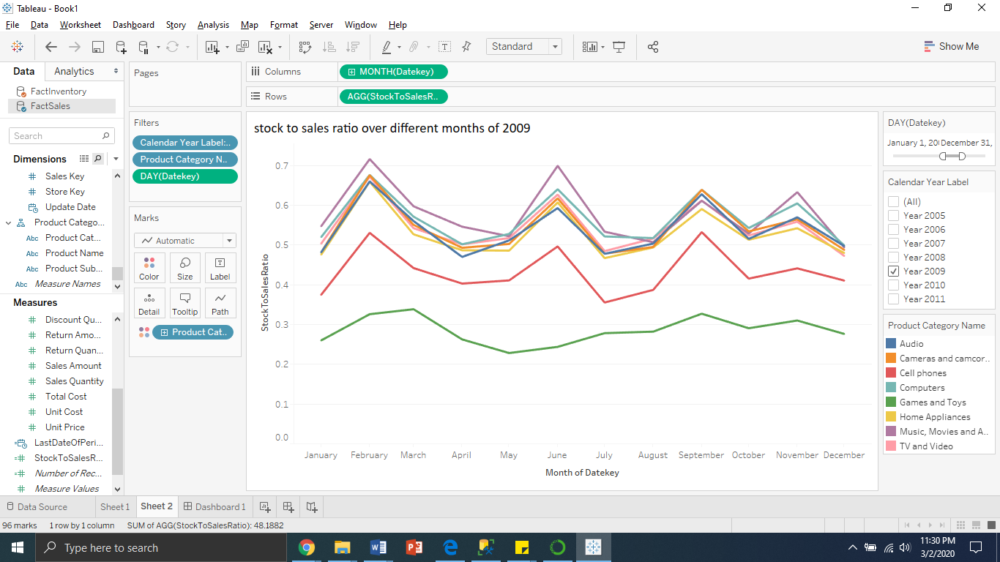 Tableau - Book1
File Data Worksheet Dashboard Story Analysis Map Format Server Window Help
Standard
Show Me
Data Analytics
FactInventory
FactSales
Search
Dimensions
Sales Key
Store Key
Update Date
Product Catego...
Abc Product Cat...
Abc Product Name
Abc Product Sub...
Abc Measure Names
Measures
Discount Qu...
Return Amo...
Return Quan...
Sales Amount
Sales Quantity
Total Cost
Unit Cost
Unit Price
LastDateOfPeri...
StockToSalesR...
Number of Rec...
Measure Values
Pages
Filters
Calendar Year Label:..
Product Category N..
DAY(Datekey)
Marks
Automatic
Color Size Label
Detail Tooltip Path
Product Cat..
Columns MONTH(Datekey)
Rows AGG(StockToSalesR..
stock to sales ratio over different months of 2009
StockToSalesRatio
0.7
0.6
0.5
0.4
0.3
0.2
0.1
0.0
January February March April May June July August September October November December
Month of Datekey
DAY(Datekey)
January 1, 20 December 31,
Calendar Year Label
(All)
Year 2005
Year 2006
Year 2007
Year 2008
Year 2009
Year 2010
Year 2011
Product Category Name
Audio
Cameras and camcor..
Cell phones
Computers
Games and Toys
Home Appliances
Music, Movies and A..
TV and Video
Data Source Sheet 1 Sheet 2 Dashboard 1
96 marks 1 row by 1 column SUM of AGG(StockToSalesRatio): 48.1882
Type here to search
11:30 PM
3/2/2020